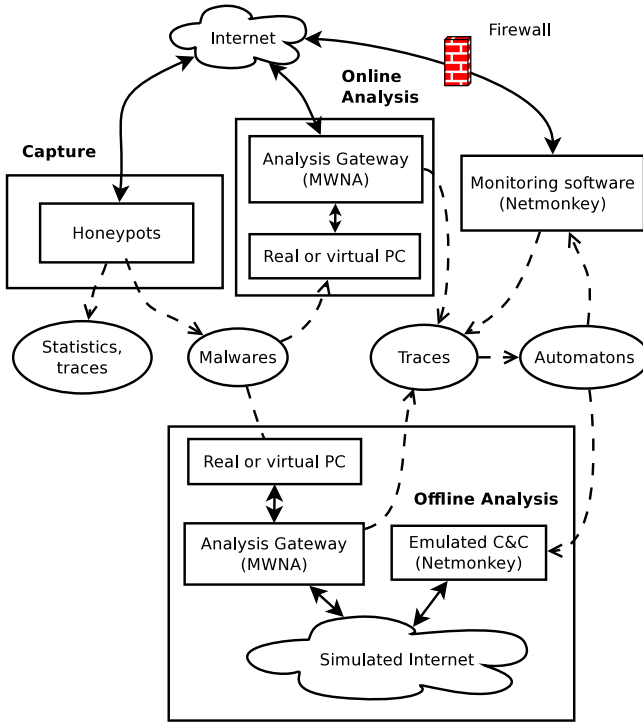 Internet
Firewall
Online
Analysis
Capture
Analysis Gateway
(MWNA)
Monitoring software
(Netmonkey)
Honeypots
Real or virtual PC
Statistics,
traces
Malwares
Traces
Automatons
Real or virtual PC
Offline Analysis
Analysis Gateway
(MWNA)
Emulated C&C
(Netmonkey)
Simulated Internet